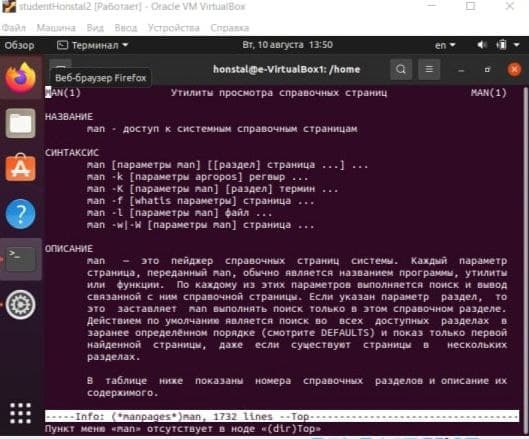 studentHonstal2 [Работает] - Oracle VM VirtualBox
Файл Машина Вид Ввод Устройства Справка
Обзор Терминал Вт, 10 августа 13:50 en
honstal@e-VirtualBox1: /home
Веб-браузер Firefox
MAN(1) Утилиты просмотра справочных страниц MAN(1)
НАЗВАНИЕ
man - доступ к системным справочным страницам
СИНТАКСИС
man [параметры man] [[раздел] страница ...] ...
man -k [параметры apropos] регвыр ...
man -K [параметры man] [раздел] термин ...
man -f [whatis параметры] страница ...
man -l [параметры man] файл ...
man -w|-W [параметры man] страница ...
ОПИСАНИЕ
man — это пейджер справочных страниц системы. Каждый параметр
страница, переданный man, обычно является названием программы, утилиты
или функции. По каждому из этих параметров выполняется поиск и вывод
связанной с ним справочной страницы. Если указан параметр раздел, то
это заставляет man выполнять поиск только в этом справочном разделе.
Действием по умолчанию является поиск во всех доступных разделах в
заранее определённом порядке (смотрите DEFAULTS) и показ только первой
найденной страницы, даже если существуют страницы в нескольких
разделах.
В таблице ниже показаны номера справочных разделов и описание их
содержимого.
-----Info: (*manpages*)man, 1732 lines --Top-----------------------------------
Пункт меню «man» отсутствует в ноде «(dir)Top»